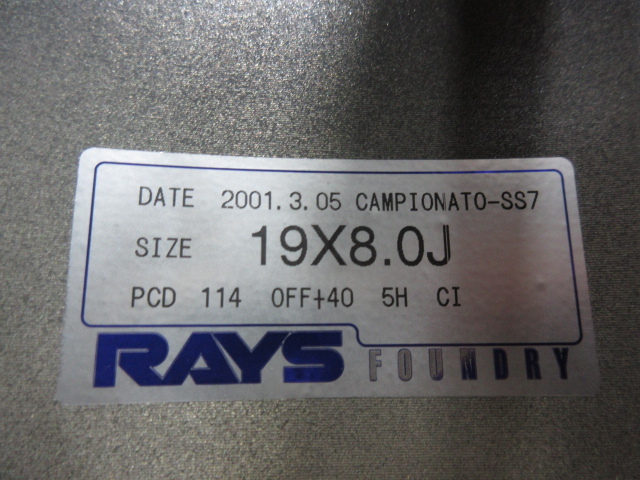 DATE 2001.3.05 CAMPIONATO-SS7
SIZE 19X8.0J
PCD 114 OFF+40 5H CI
RAYS FOUNDRY